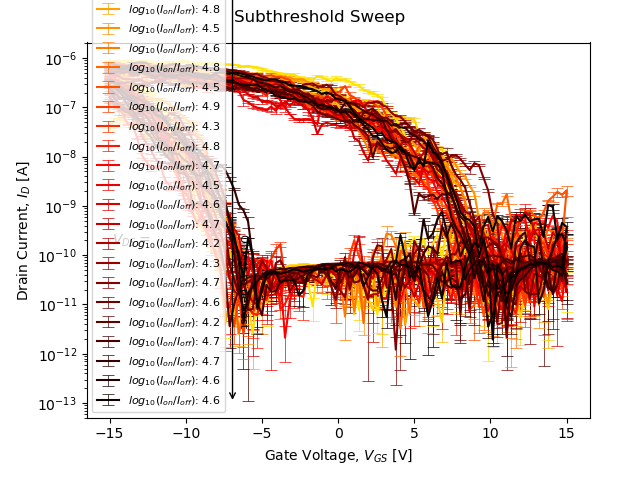 Subthreshold Sweep
log10(Ion/Ioff): 4.8
log10(Ion/Ioff): 4.5
log10(Ion/Ioff): 4.6
log10(Ion/Ioff): 4.8
log10(Ion/Ioff): 4.5
log10(Ion/Ioff): 4.9
log10(Ion/Ioff): 4.3
log10(Ion/Ioff): 4.8
log10(Ion/Ioff): 4.7
log10(Ion/Ioff): 4.5
log10(Ion/Ioff): 4.6
log10(Ion/Ioff): 4.7
log10(Ion/Ioff): 4.2
log10(Ion/Ioff): 4.3
log10(Ion/Ioff): 4.7
log10(Ion/Ioff): 4.6
log10(Ion/Ioff): 4.2
log10(Ion/Ioff): 4.7
log10(Ion/Ioff): 4.7
log10(Ion/Ioff): 4.6
log10(Ion/Ioff): 4.6
10⁻⁶
10⁻⁷
10⁻⁸
10⁻⁹
10⁻¹⁰
10⁻¹¹
10⁻¹²
10⁻¹³
Drain Current, I_D [A]
−15 −10 −5 0 5 10 15
Gate Voltage, V_GS [V]